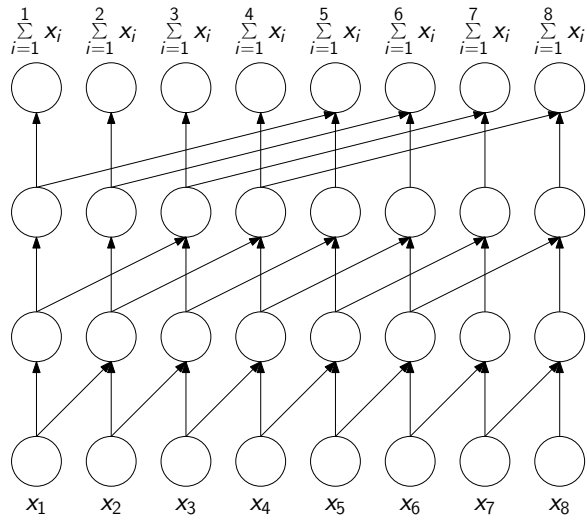 1 2 3 4 5 6 7 8
∑ xᵢ ∑ xᵢ ∑ xᵢ ∑ xᵢ ∑ xᵢ ∑ xᵢ ∑ xᵢ ∑ xᵢ
i=1 i=1 i=1 i=1 i=1 i=1 i=1 i=1
x₁ x₂ x₃ x₄ x₅ x₆ x₇ x₈